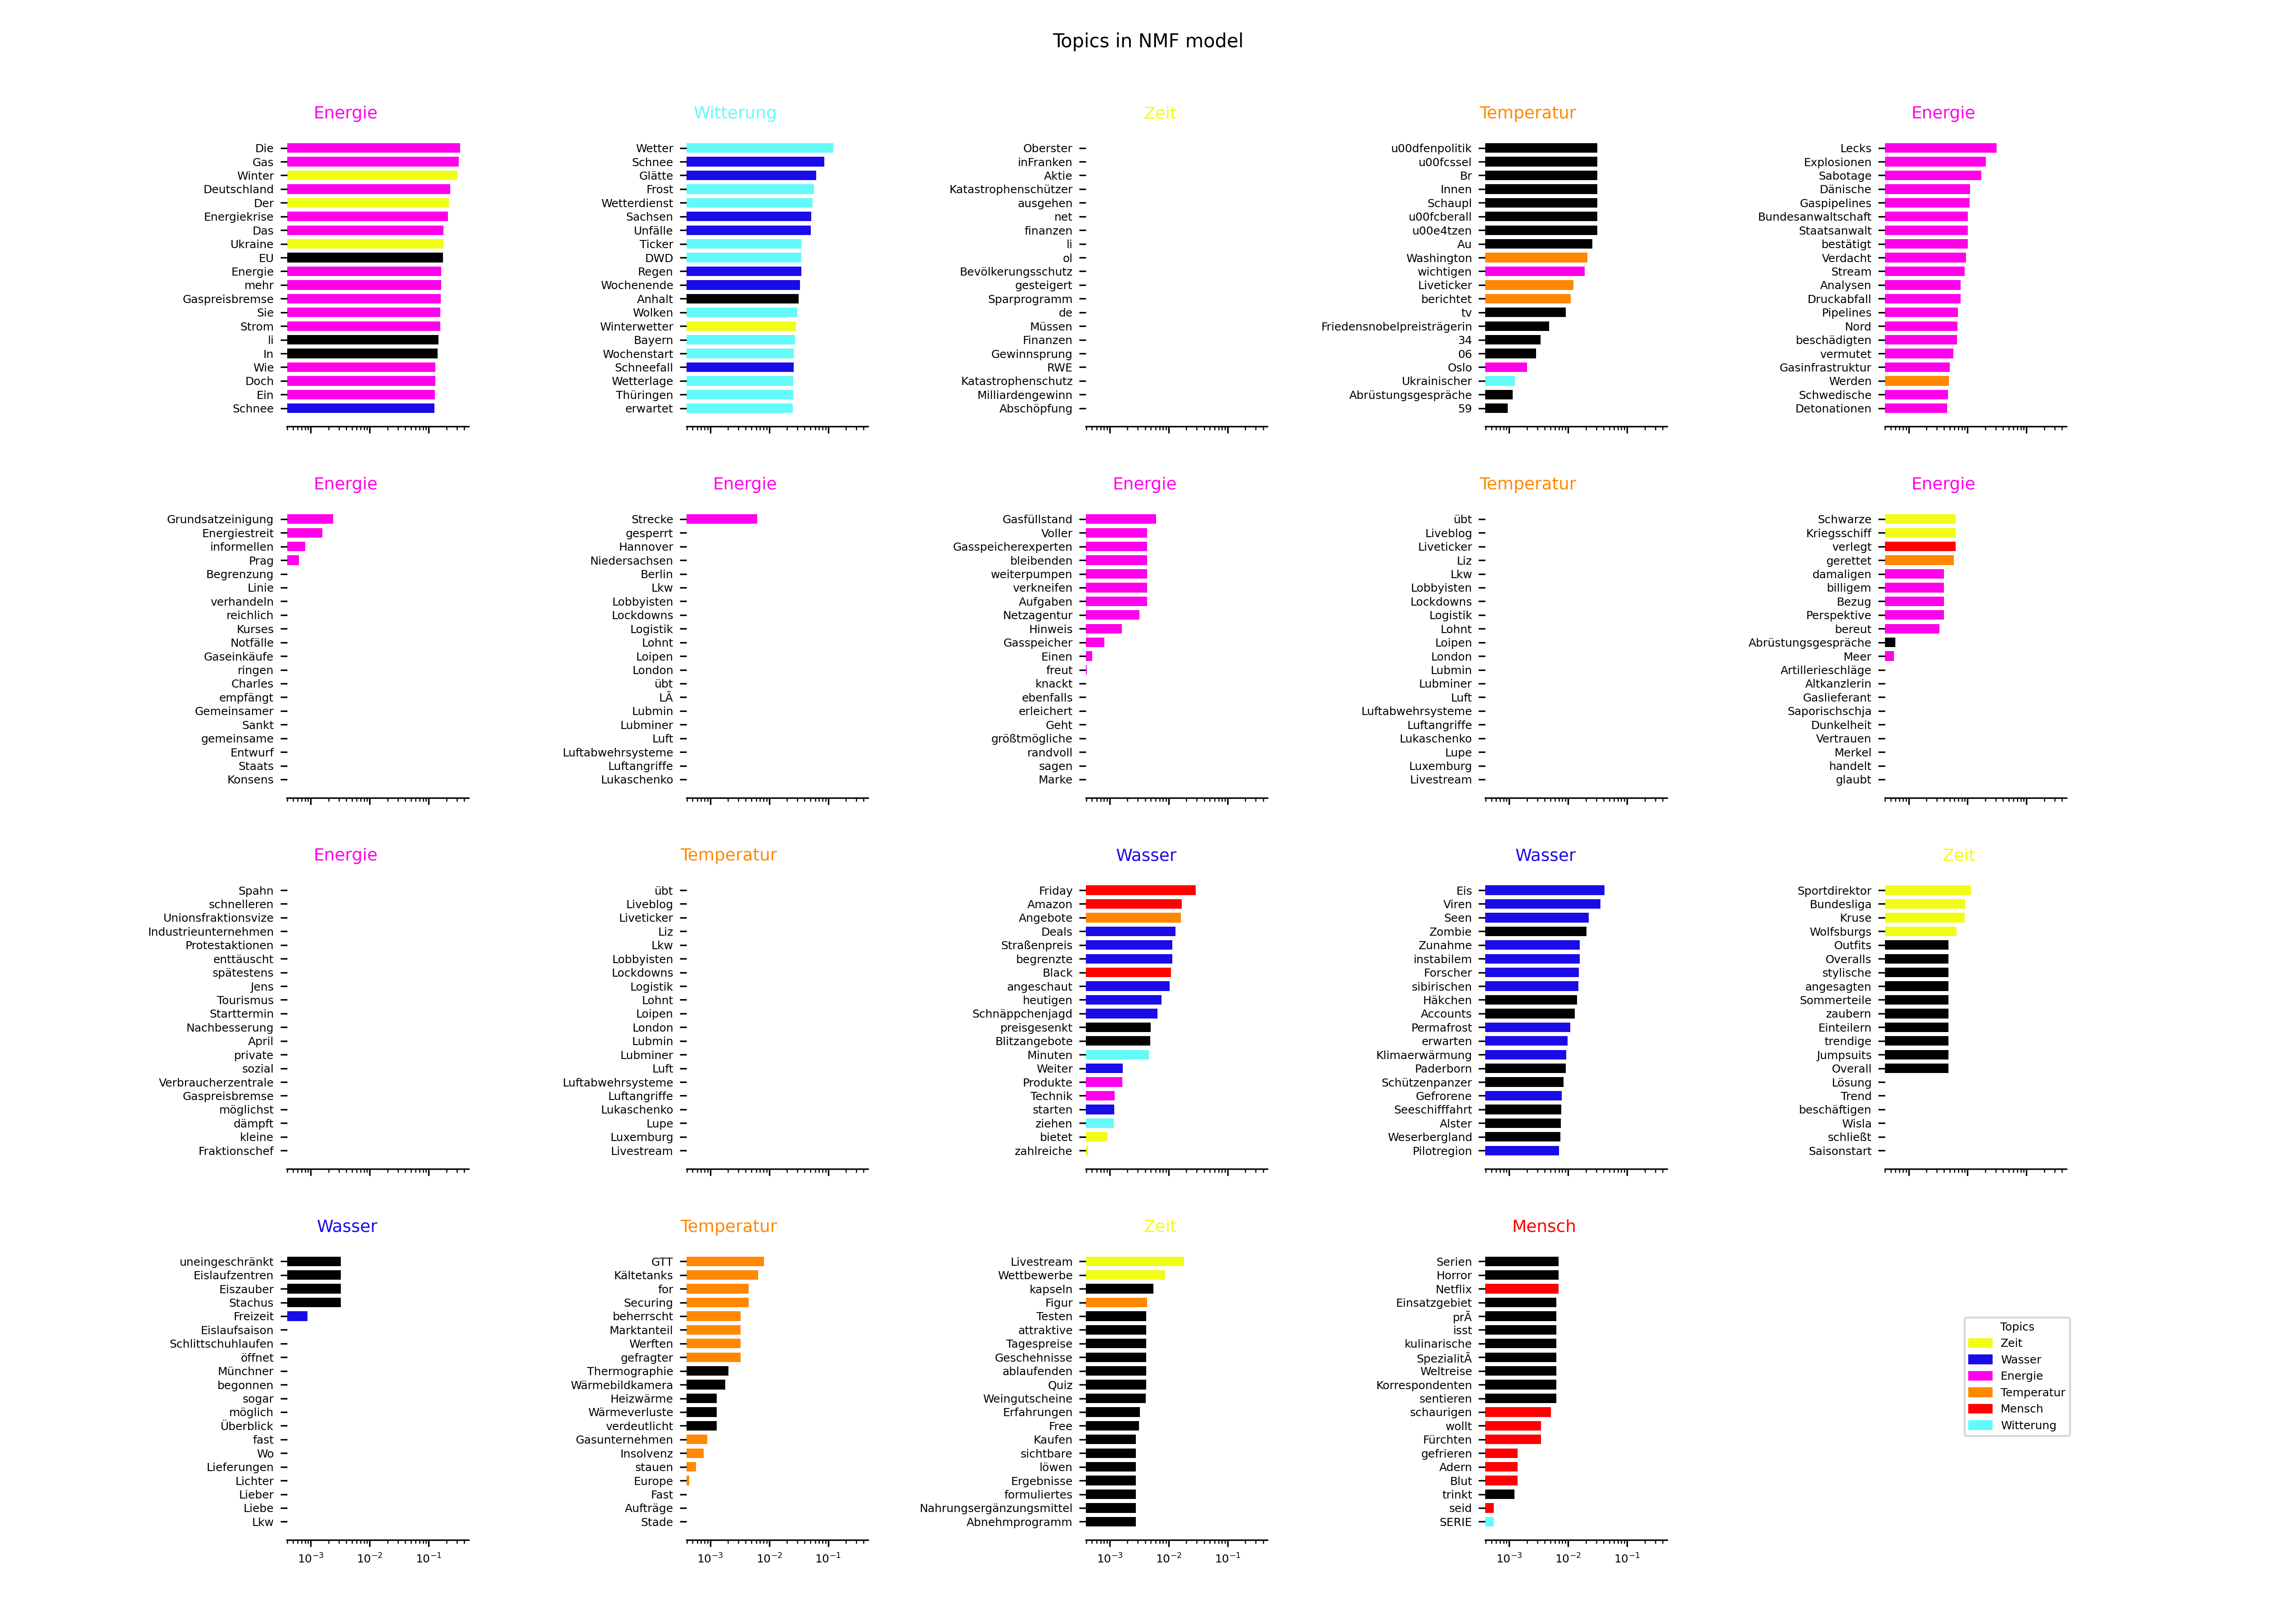 Topics in NMF model
Energie
Die
Gas
Winter
Deutschland
Der
Energiekrise
Das
Ukraine
EU
Energie
mehr
Gaspreisbremse
Sie
Strom
li
In
Wie
Doch
Ein
Schnee
Witterung
Wetter
Schnee
Glätte
Frost
Wetterdienst
Sachsen
Unfälle
Ticker
DWD
Regen
Wochenende
Anhalt
Wolken
Winterwetter
Bayern
Wochenstart
Schneefall
Wetterlage
Thüringen
erwartet
Zeit
Oberster
inFranken
Aktie
Katastrophenschützer
ausgehen
net
finanzen
li
ol
Bevölkerungsschutz
gesteigert
Sparprogramm
de
Müssen
Finanzen
Gewinnsprung
RWE
Katastrophenschutz
Milliardengewinn
Abschöpfung
Temperatur
u00dfenpolitik
u00fcssel
Br
Innen
Schaupl
u00fcberall
u00e4tzen
Au
Washington
wichtigen
Liveticker
berichtet
tv
Friedensnobelpreisträgerin
34
06
Oslo
Ukrainischer
Abrüstungsgespräche
59
Energie
Lecks
Explosionen
Sabotage
Dänische
Gaspipelines
Bundesanwaltschaft
Staatsanwalt
bestätigt
Verdacht
Stream
Analysen
Druckabfall
Pipelines
Nord
beschädigten
vermutet
Gasinfrastruktur
Werden
Schwedische
Detonationen
Energie
Grundsatzeinigung
Energiestreit
informellen
Prag
Begrenzung
Linie
verhandeln
reichlich
Kurses
Notfälle
Gaseinkäufe
ringen
Charles
empfängt
Gemeinsamer
Sankt
gemeinsame
Entwurf
Staats
Konsens
Energie
Strecke
gesperrt
Hannover
Niedersachsen
Berlin
Lkw
Lobbyisten
Lockdowns
Logistik
Lohnt
Loipen
London
übt
LÃ
Lubmin
Lubminer
Luft
Luftabwehrsysteme
Luftangriffe
Lukaschenko
Energie
Gasfüllstand
Voller
Gasspeicherexperten
bleibenden
weiterpumpen
verkneifen
Aufgaben
Netzagentur
Hinweis
Gasspeicher
Einen
freut
knackt
ebenfalls
erleichert
Geht
größtmögliche
randvoll
sagen
Marke
Temperatur
übt
Liveblog
Liveticker
Liz
Lkw
Lobbyisten
Lockdowns
Logistik
Lohnt
Loipen
London
Lubmin
Lubminer
Luft
Luftabwehrsysteme
Luftangriffe
Lukaschenko
Lupe
Luxemburg
Livestream
Energie
Schwarze
Kriegsschiff
verlegt
gerettet
damaligen
billigem
Bezug
Perspektive
bereut
Abrüstungsgespräche
Meer
Artillerieschläge
Altkanzlerin
Gaslieferant
Saporischschja
Dunkelheit
Vertrauen
Merkel
handelt
glaubt
Energie
Spahn
schnelleren
Unionsfraktionsvize
Industrieunternehmen
Protestaktionen
enttäuscht
spätestens
Jens
Tourismus
Starttermin
Nachbesserung
April
private
sozial
Verbraucherzentrale
Gaspreisbremse
möglichst
dämpft
kleine
Fraktionschef
Temperatur
übt
Liveblog
Liveticker
Liz
Lkw
Lobbyisten
Lockdowns
Logistik
Lohnt
Loipen
London
Lubmin
Lubminer
Luft
Luftabwehrsysteme
Luftangriffe
Lukaschenko
Lupe
Luxemburg
Livestream
Wasser
Friday
Amazon
Angebote
Deals
Straßenpreis
begrenzte
Black
angeschaut
heutigen
Schnäppchenjagd
preisgesenkt
Blitzangebote
Minuten
Weiter
Produkte
Technik
starten
ziehen
bietet
zahlreiche
Wasser
Eis
Viren
Seen
Zombie
Zunahme
instabilem
Forscher
sibirischen
Häkchen
Accounts
Permafrost
erwarten
Klimaerwärmung
Paderborn
Schützenpanzer
Gefrorene
Seeschifffahrt
Alster
Weserbergland
Pilotregion
Zeit
Sportdirektor
Bundesliga
Kruse
Wolfsburgs
Outfits
Overalls
stylische
angesagten
Sommerteile
zaubern
Einteilern
trendige
Jumpsuits
Overall
Lösung
Trend
beschäftigen
Wisla
schließt
Saisonstart
Wasser
uneingeschränkt
Eislaufzentren
Eiszauber
Stachus
Freizeit
Eislaufsaison
Schlittschuhlaufen
öffnet
Münchner
begonnen
sogar
möglich
Überblick
fast
Wo
Lieferungen
Lichter
Lieber
Liebe
Lkw
10⁻³ 10⁻² 10⁻¹
Temperatur
GTT
Kältetanks
for
Securing
beherrscht
Marktanteil
Werften
gefragter
Thermographie
Wärmebildkamera
Heizwärme
Wärmeverluste
verdeutlicht
Gasunternehmen
Insolvenz
stauen
Europe
Fast
Aufträge
Stade
10⁻³ 10⁻² 10⁻¹
Zeit
Livestream
Wettbewerbe
kapseln
Figur
Testen
attraktive
Tagespreise
Geschehnisse
ablaufenden
Quiz
Weingutscheine
Erfahrungen
Free
Kaufen
sichtbare
löwen
Ergebnisse
formuliertes
Nahrungsergänzungsmittel
Abnehmprogramm
10⁻³ 10⁻² 10⁻¹
Mensch
Serien
Horror
Netflix
Einsatzgebiet
prÃ
isst
kulinarische
SpezialitÃ
Weltreise
Korrespondenten
sentieren
schaurigen
wollt
Fürchten
gefrieren
Adern
Blut
trinkt
seid
SERIE
10⁻³ 10⁻² 10⁻¹
Topics
Zeit
Wasser
Energie
Temperatur
Mensch
Witterung